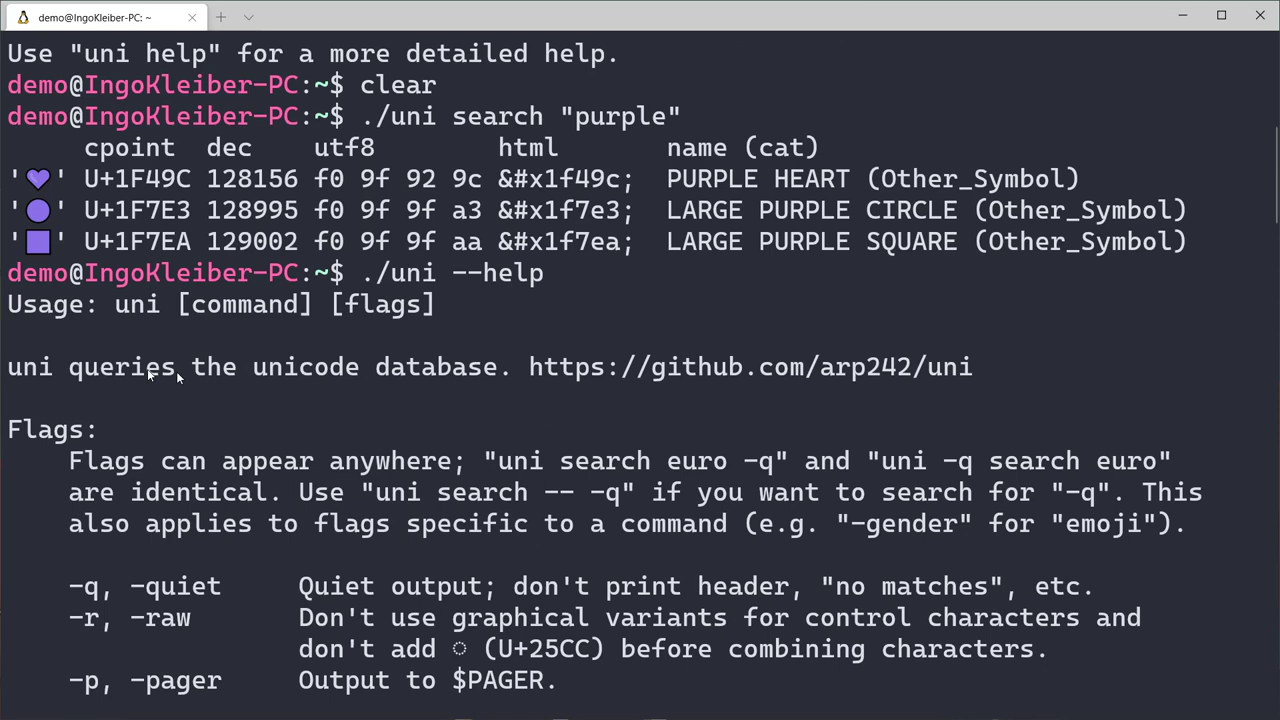 demo@IngoKleiber-PC: ~
Use "uni help" for a more detailed help.
demo@IngoKleiber-PC:~$ clear
demo@IngoKleiber-PC:~$ ./uni search "purple"
cpoint dec utf8 html name (cat)
'💜' U+1F49C 128156 f0 9f 92 9c &#x1f49c; PURPLE HEART (Other_Symbol)
'🟣' U+1F7E3 128995 f0 9f 9f a3 &#x1f7e3; LARGE PURPLE CIRCLE (Other_Symbol)
'🟪' U+1F7EA 129002 f0 9f 9f aa &#x1f7ea; LARGE PURPLE SQUARE (Other_Symbol)
demo@IngoKleiber-PC:~$ ./uni --help
Usage: uni [command] [flags]
uni queries the unicode database. https://github.com/arp242/uni
Flags:
Flags can appear anywhere; "uni search euro -q" and "uni -q search euro"
are identical. Use "uni search -- -q" if you want to search for "-q". This
also applies to flags specific to a command (e.g. "-gender" for "emoji").
-q, -quiet Quiet output; don't print header, "no matches", etc.
-r, -raw Don't use graphical variants for control characters and
don't add ◌ (U+25CC) before combining characters.
-p, -pager Output to $PAGER.